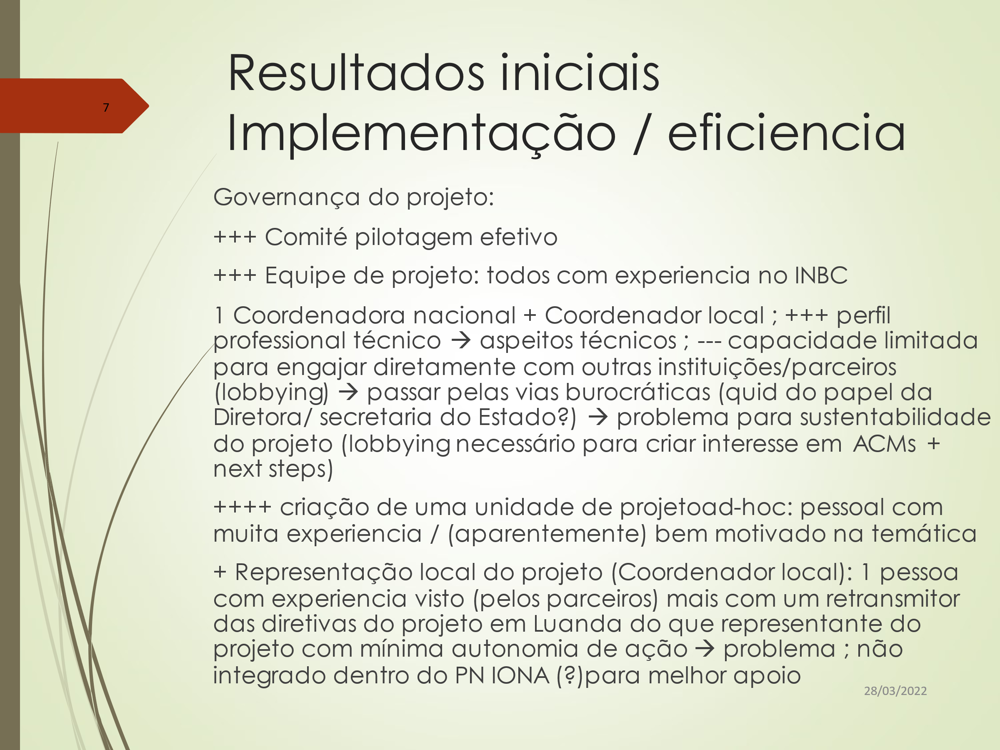 7
Resultados iniciais
Implementação / eficiencia
Governança do projeto:
+++ Comité pilotagem efetivo
+++ Equipe de projeto: todos com experiencia no INBC
1 Coordenadora nacional + Coordenador local ; +++ perfil
professional técnico → aspeitos técnicos ; --- capacidade limitada
para engajar diretamente com outras instituições/parceiros
(lobbying) → passar pelas vias burocráticas (quid do papel da
Diretora/ secretaria do Estado?) → problema para sustentabilidade
do projeto (lobbying necessário para criar interesse em ACMs +
next steps)
++++ criação de uma unidade de projetoad-hoc: pessoal com
muita experiencia / (aparentemente) bem motivado na temática
+ Representação local do projeto (Coordenador local): 1 pessoa
com experiencia visto (pelos parceiros) mais com um retransmitor
das diretivas do projeto em Luanda do que representante do
projeto com mínima autonomia de ação → problema ; não
integrado dentro do PN IONA (?)para melhor apoio
28/03/2022